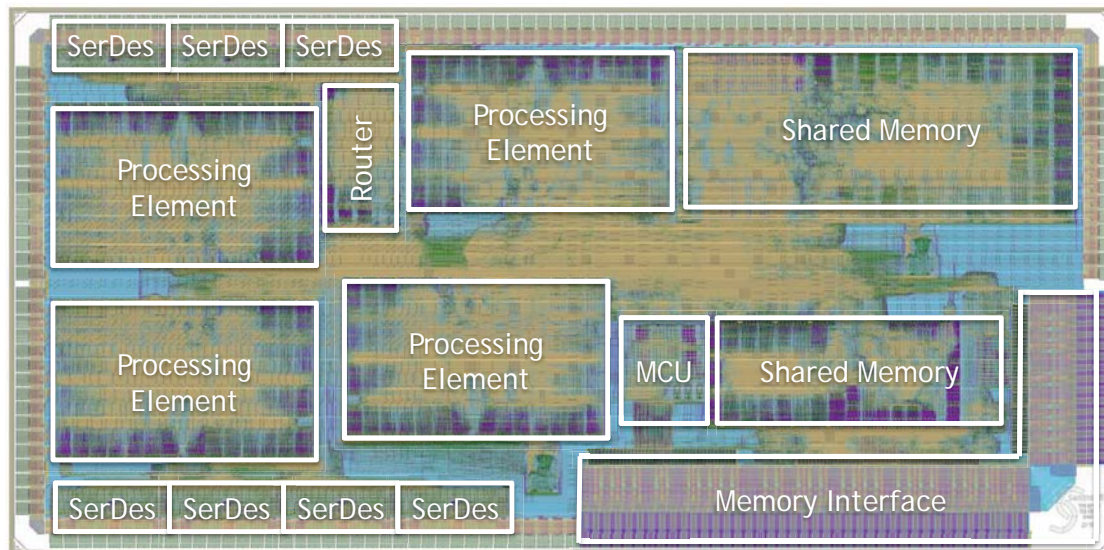 SerDes
SerDes
SerDes
Processing
Element
Router
Processing
Element
Shared Memory
Processing
Element
Processing
Element
MCU
Shared Memory
SerDes
SerDes
SerDes
SerDes
Memory Interface